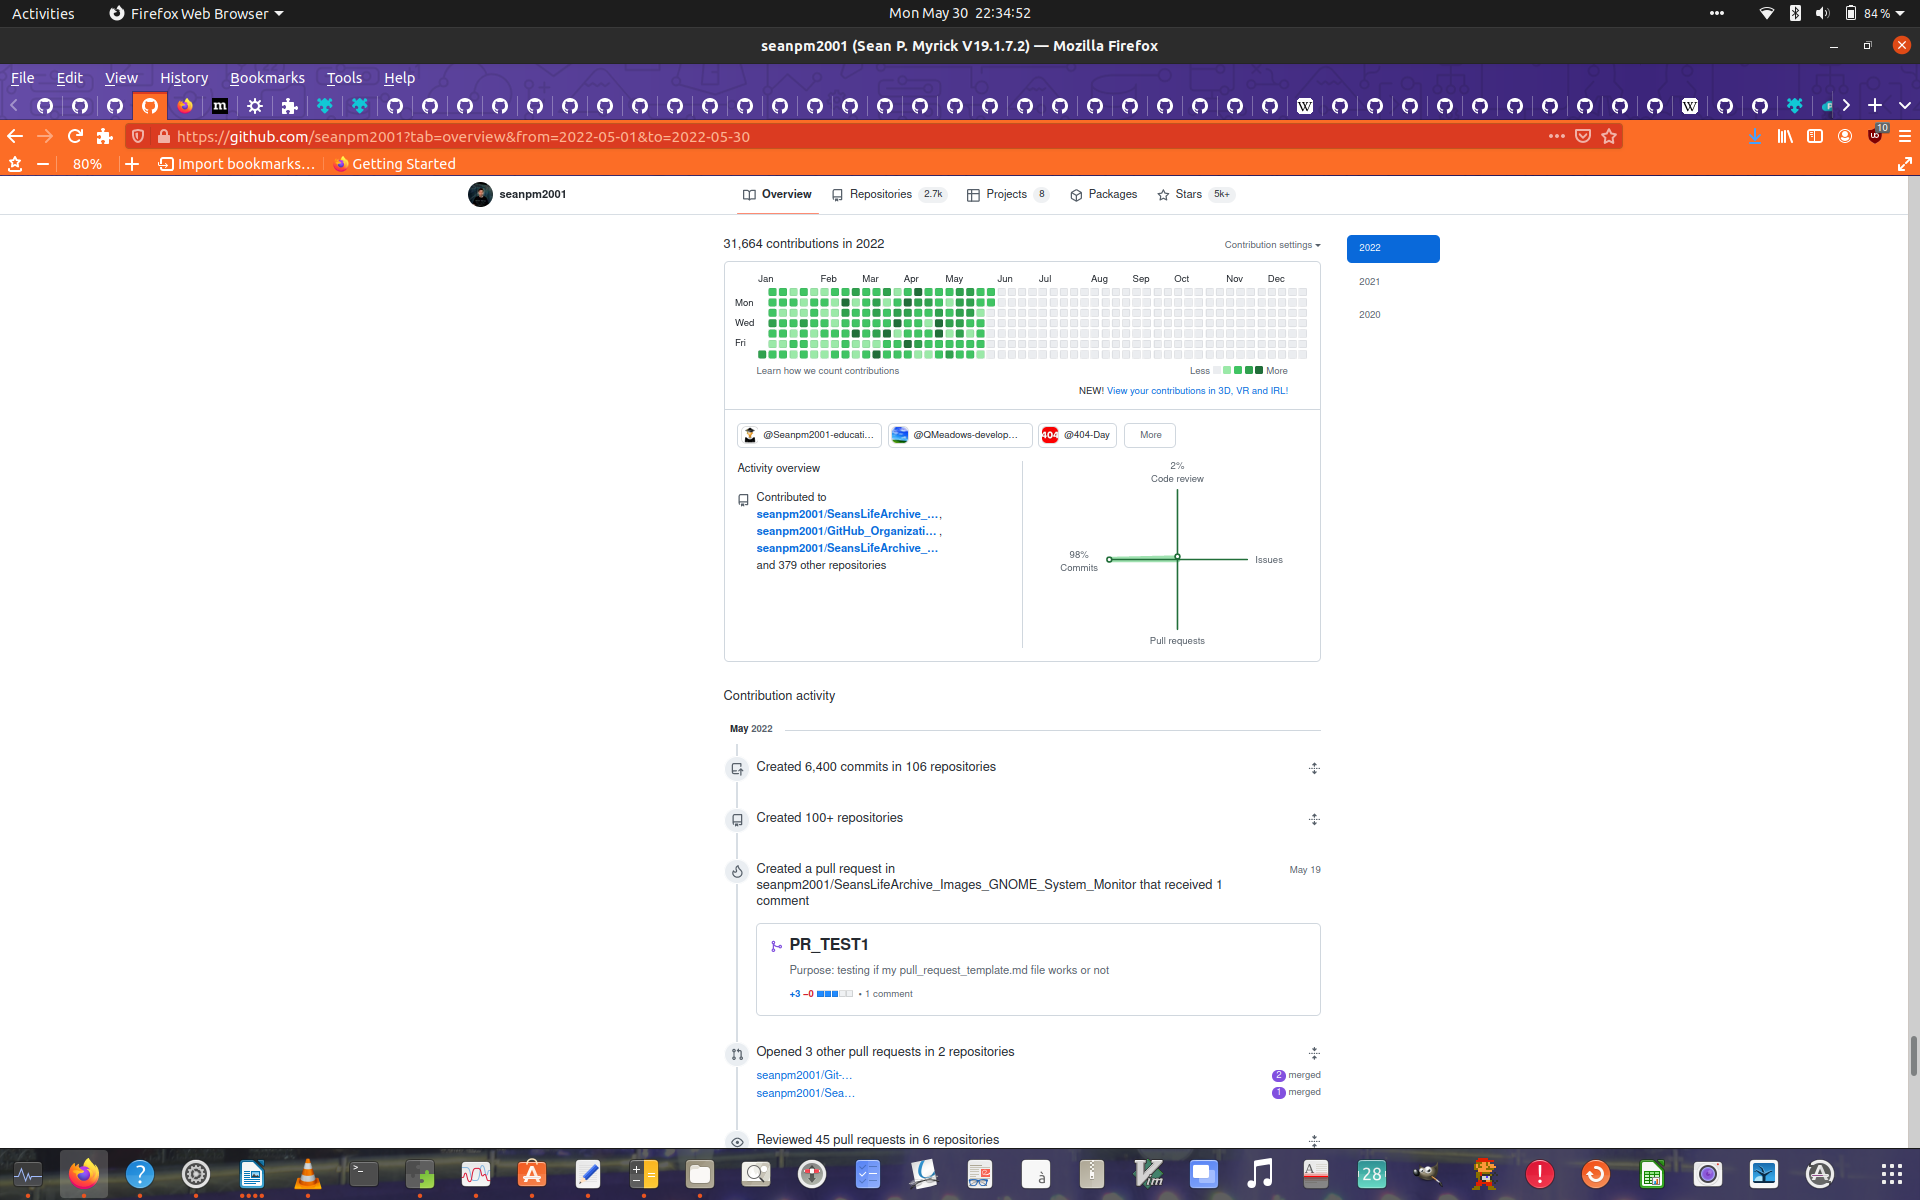 Activities
Firefox Web Browser
Mon May 30 22:34:52
84 %
seanpm2001 (Sean P. Myrick V19.1.7.2) — Mozilla Firefox
File Edit View History Bookmarks Tools Help
https://github.com/seanpm2001?tab=overview&from=2022-05-01&to=2022-05-30
10
80%
Import bookmarks...
Getting Started
seanpm2001
Overview
Repositories 2.7k
Projects 8
Packages
Stars 5k+
31,664 contributions in 2022
Contribution settings
2022
2021
2020
Jan Feb Mar Apr May Jun Jul Aug Sep Oct Nov Dec
Mon
Wed
Fri
Learn how we count contributions
Less
More
NEW! View your contributions in 3D, VR and IRL!
@Seanpm2001-educati...
@QMeadows-develop...
404 @404-Day
More
Activity overview
Contributed to
seanpm2001/SeansLifeArchive_...,
seanpm2001/GitHub_Organizati...,
seanpm2001/SeansLifeArchive_...
and 379 other repositories
2%
Code review
98%
Commits
Issues
Pull requests
Contribution activity
May 2022
Created 6,400 commits in 106 repositories
Created 100+ repositories
Created a pull request in
seanpm2001/SeansLifeArchive_Images_GNOME_System_Monitor that received 1
comment
May 19
PR_TEST1
Purpose: testing if my pull_request_template.md file works or not
+3 −0 • 1 comment
Opened 3 other pull requests in 2 repositories
seanpm2001/Git-...
2 merged
seanpm2001/Sea...
1 merged
Reviewed 45 pull requests in 6 repositories
28